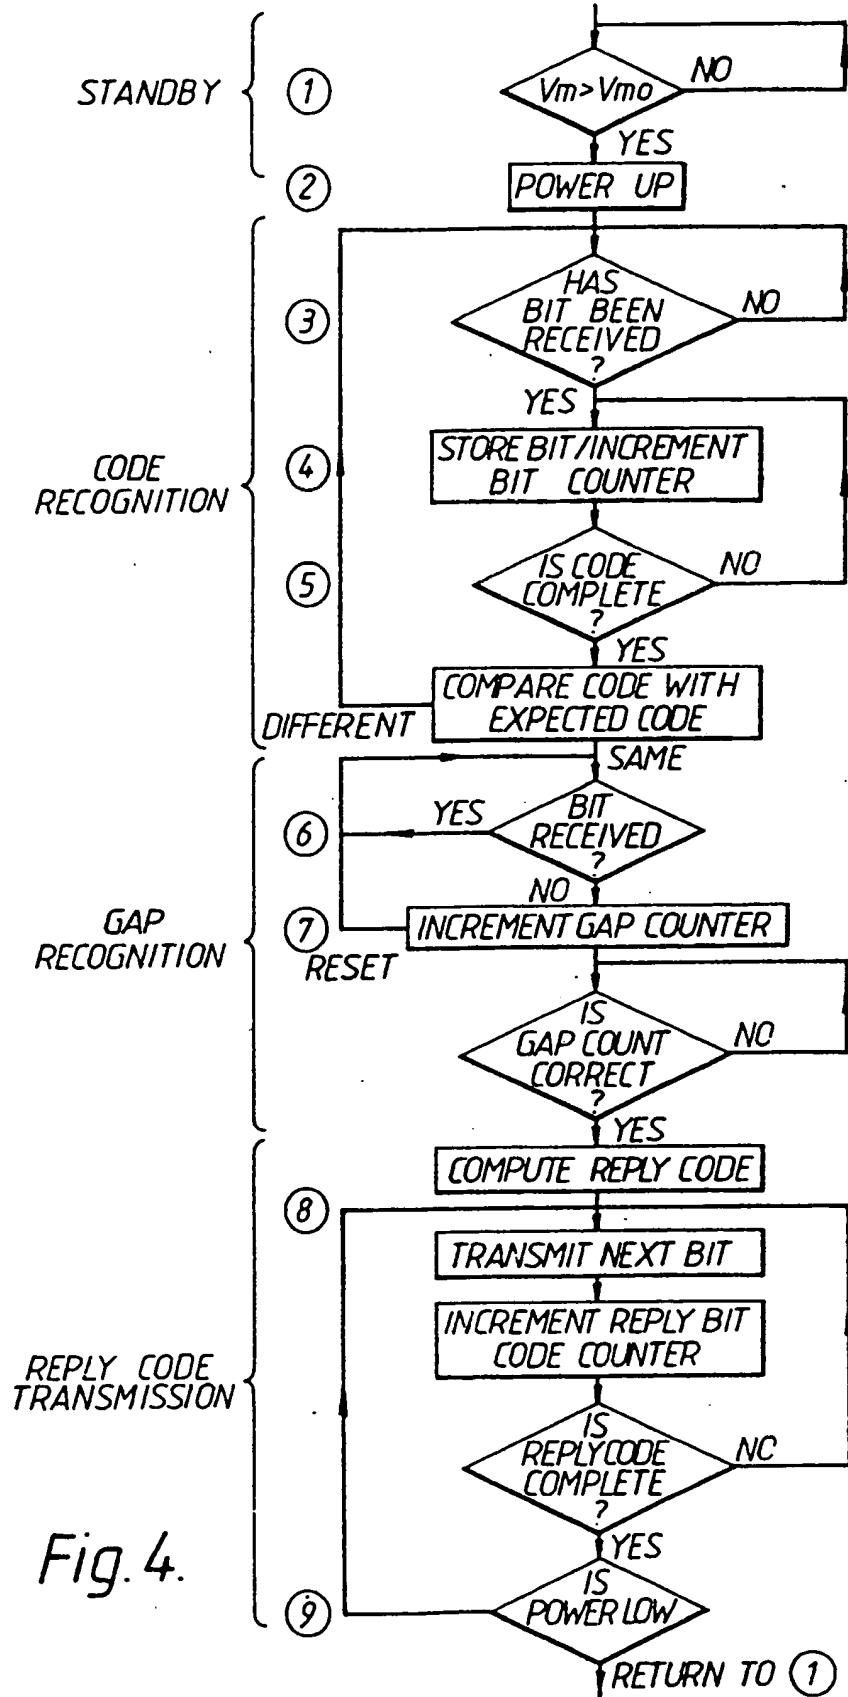 STANDBY
1
Vm>Vmo
NO
YES
2
POWER UP
CODE
RECOGNITION
3
HAS
BIT BEEN
RECEIVED
?
NO
YES
4
STORE BIT/INCREMENT
BIT COUNTER
5
IS CODE
COMPLETE
?
NO
YES
COMPARE CODE WITH
EXPECTED CODE
DIFFERENT
SAME
GAP
RECOGNITION
6
BIT
RECEIVED
?
YES
NO
7
INCREMENT GAP COUNTER
RESET
IS
GAP COUNT
CORRECT
?
NO
YES
REPLY CODE
TRANSMISSION
COMPUTE REPLY CODE
8
TRANSMIT NEXT BIT
INCREMENT REPLY BIT
CODE COUNTER
IS
REPLY CODE
COMPLETE
?
NO
YES
9
IS
POWER LOW
RETURN TO 1
Fig. 4.